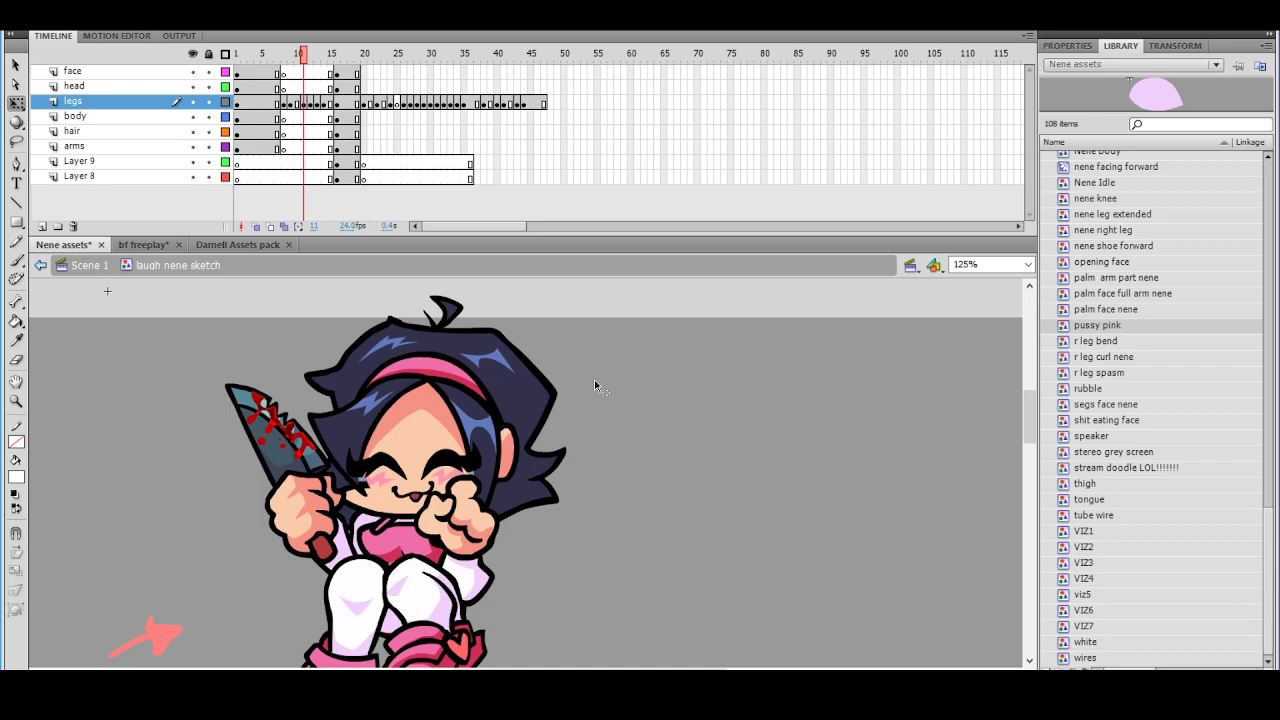 TIMELINE MOTION EDITOR OUTPUT
PROPERTIES LIBRARY TRANSFORM
1 5 10 15 20 25 30 35 40 45 50 55 60 65 70 75 80 85 90 95 100 105 110 115
Nene assets
face
head
legs
body
hair
arms
Layer 9
Layer 8
108 items
Name Linkage
Nene Body
nene facing forward
Nene Idle
nene knee
nene leg extended
nene right leg
nene shoe forward
opening face
palm arm part nene
palm face full arm nene
palm face nene
pussy pink
r leg bend
r leg curl nene
r leg spasm
rubble
segs face nene
shit eating face
speaker
stereo grey screen
stream doodle LOL!!!!!!!
thigh
tongue
tube wire
VIZ1
VIZ2
VIZ3
VIZ4
viz5
VIZ6
VIZ7
white
wires
11 24.0fps 0.4s
Nene assets* bf freeplay* Darnell Assets pack
Scene 1 laugh nene sketch 125%